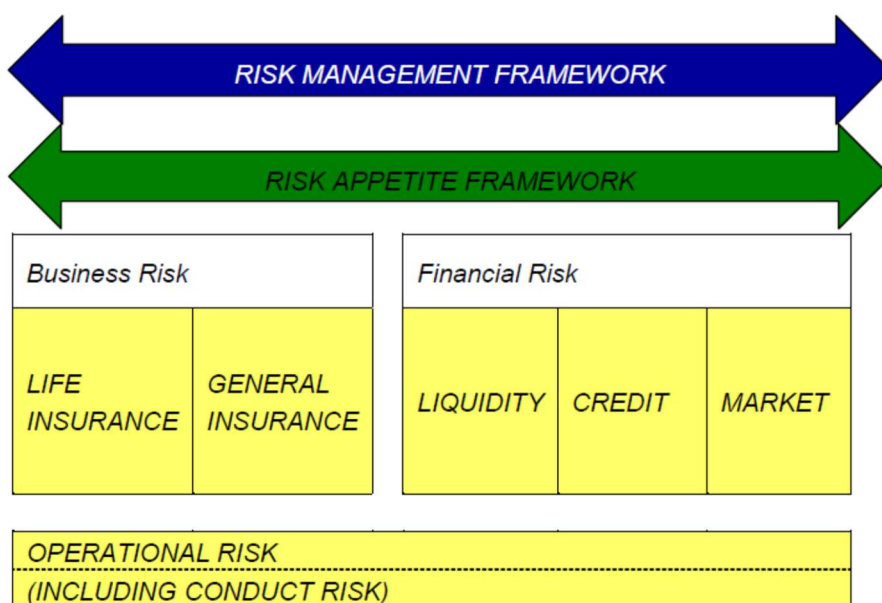 RISK MANAGEMENT FRAMEWORK
RISK APPETITE FRAMEWORK
Business Risk
Financial Risk
LIFE
INSURANCE
GENERAL
INSURANCE
LIQUIDITY
CREDIT
MARKET
OPERATIONAL RISK
(INCLUDING CONDUCT RISK)